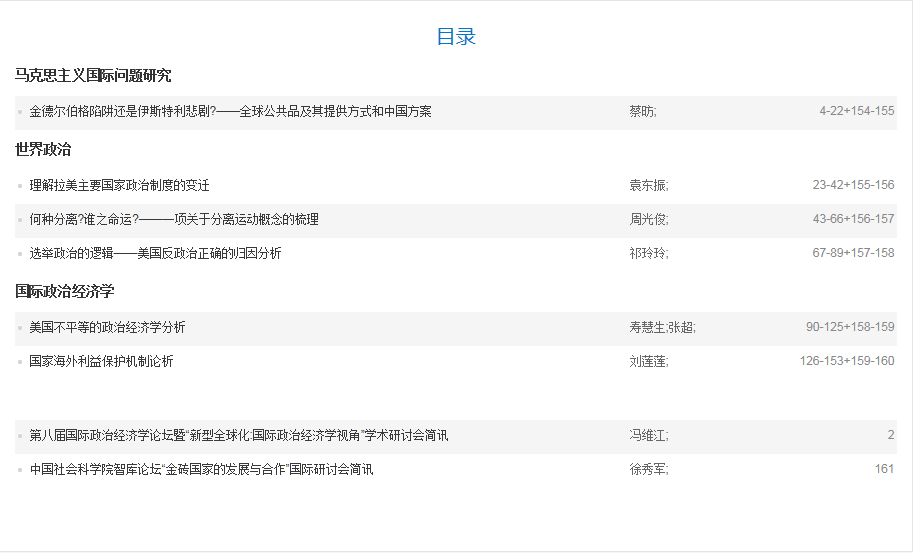 目录
马克思主义国际问题研究
金德尔伯格陷阱还是伊斯特利悲剧?——全球公共品及其提供方式和中国方案 蔡昉; 4-22+154-155
世界政治
理解拉美主要国家政治制度的变迁 袁东振; 23-42+155-156
何种分离?谁之命运?———项关于分离运动概念的梳理 周光俊; 43-66+156-157
选举政治的逻辑——美国反政治正确的归因分析 祁玲玲; 67-89+157-158
国际政治经济学
美国不平等的政治经济学分析 寿慧生;张超; 90-125+158-159
国家海外利益保护机制论析 刘莲莲; 126-153+159-160
第八届国际政治经济学论坛暨“新型全球化:国际政治经济学视角”学术研讨会简讯 冯维江; 2
中国社会科学院智库论坛“金砖国家的发展与合作”国际研讨会简讯 徐秀军; 161